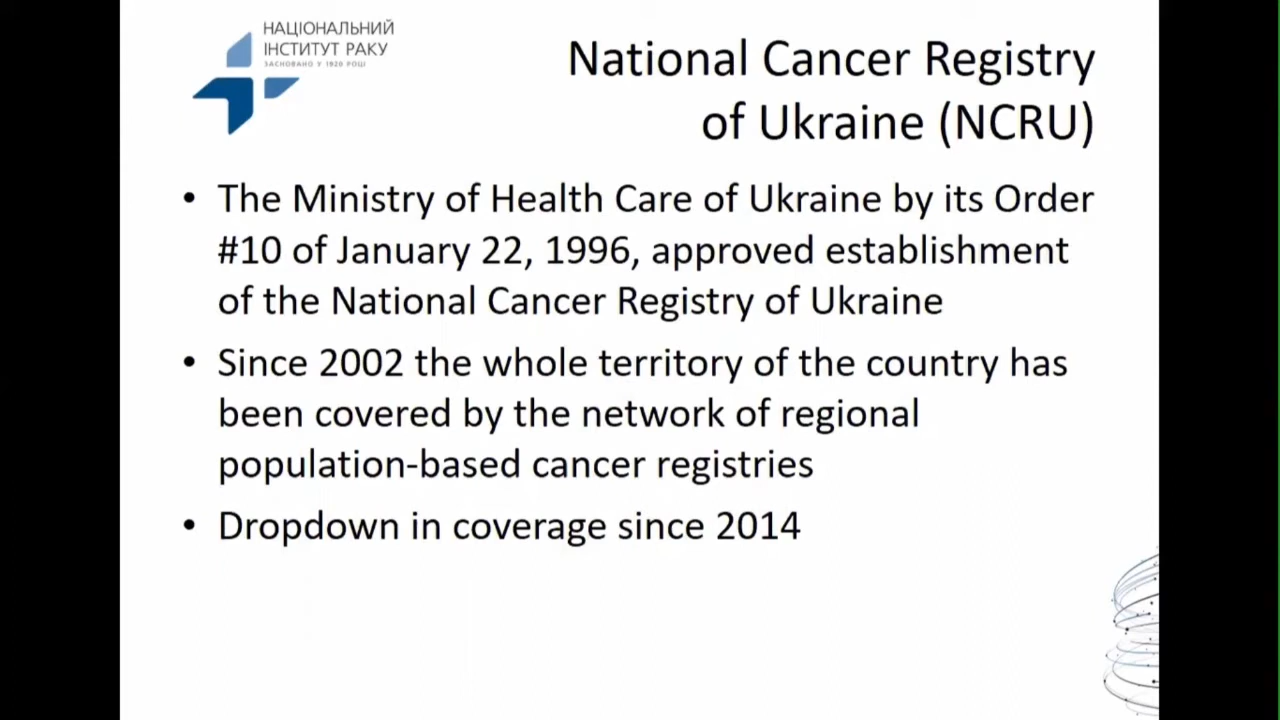 НАЦІОНАЛЬНИЙ
ІНСТИТУТ РАКУ
ЗАСНОВАНО У 1920 РОЦІ
National Cancer Registry
of Ukraine (NCRU)
• The Ministry of Health Care of Ukraine by its Order
#10 of January 22, 1996, approved establishment
of the National Cancer Registry of Ukraine
• Since 2002 the whole territory of the country has
been covered by the network of regional
population-based cancer registries
• Dropdown in coverage since 2014